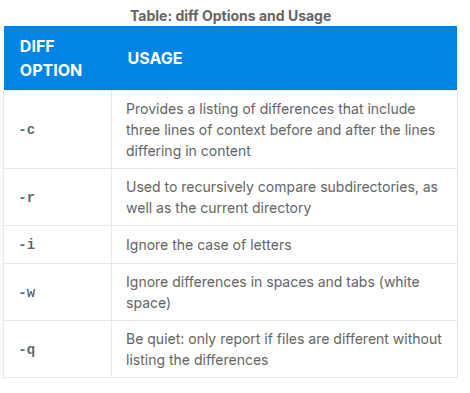 Table: diff Options and Usage
DIFF
OPTION
USAGE
-c
Provides a listing of differences that include
three lines of context before and after the lines
differing in content
-r
Used to recursively compare subdirectories, as
well as the current directory
-i
Ignore the case of letters
-w
Ignore differences in spaces and tabs (white
space)
-q
Be quiet: only report if files are different without
listing the differences